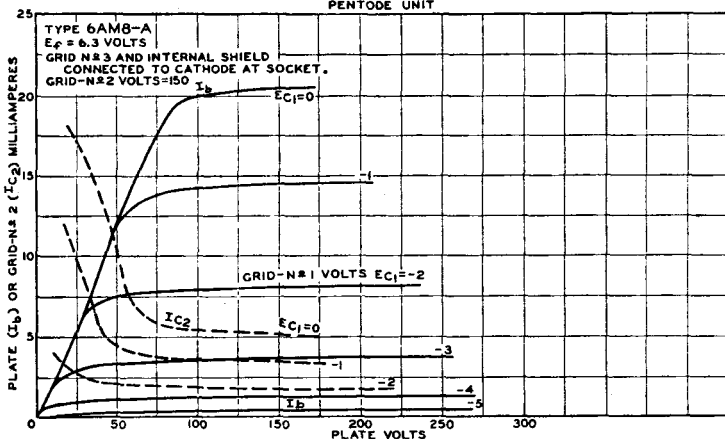 PENTODE UNIT
TYPE 6AM8-A
Ef = 6.3 VOLTS
GRID Nº 3 AND INTERNAL SHIELD
CONNECTED TO CATHODE AT SOCKET.
GRID-Nº 2 VOLTS=150
Ib
EC1=0
-1
GRID-Nº 1 VOLTS EC1=-2
IC2
EC1=0
-1
-3
-2
-4
Ib
-5
25
20
15
10
5
0
50
100
150
200
250
300
PLATE (Ib) OR GRID-Nº 2 (IC2) MILLIAMPERES
PLATE VOLTS